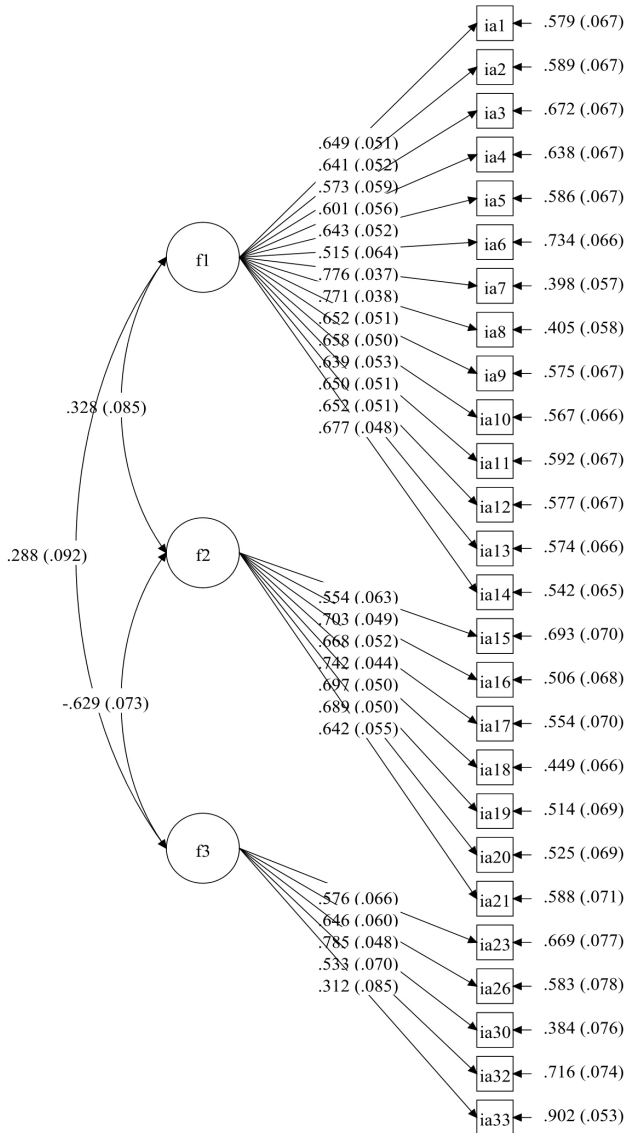 ia1 .579 (.067)
ia2 .589 (.067)
ia3 .672 (.067)
.649 (.051)
ia4 .638 (.067)
.641 (.052)
.573 (.059)
ia5 .586 (.067)
.601 (.056)
.643 (.052)
ia6 .734 (.066)
.515 (.064)
f1
.776 (.037)
ia7 .398 (.057)
.771 (.038)
.652 (.051)
ia8 .405 (.058)
.658 (.050)
.639 (.053)
ia9 .575 (.067)
.650 (.051)
.652 (.051)
.328 (.085)
ia10 .567 (.066)
.677 (.048)
ia11 .592 (.067)
ia12 .577 (.067)
ia13 .574 (.066)
.288 (.092)
f2
ia14 .542 (.065)
.554 (.063)
.703 (.049)
ia15 .693 (.070)
.668 (.052)
.742 (.044)
ia16 .506 (.068)
.697 (.050)
-.629 (.073)
.689 (.050)
ia17 .554 (.070)
.642 (.055)
ia18 .449 (.066)
ia19 .514 (.069)
f3
ia20 .525 (.069)
ia21 .588 (.071)
.576 (.066)
.646 (.060)
ia23 .669 (.077)
.785 (.048)
.533 (.070)
ia26 .583 (.078)
.312 (.085)
ia30 .384 (.076)
ia32 .716 (.074)
ia33 .902 (.053)